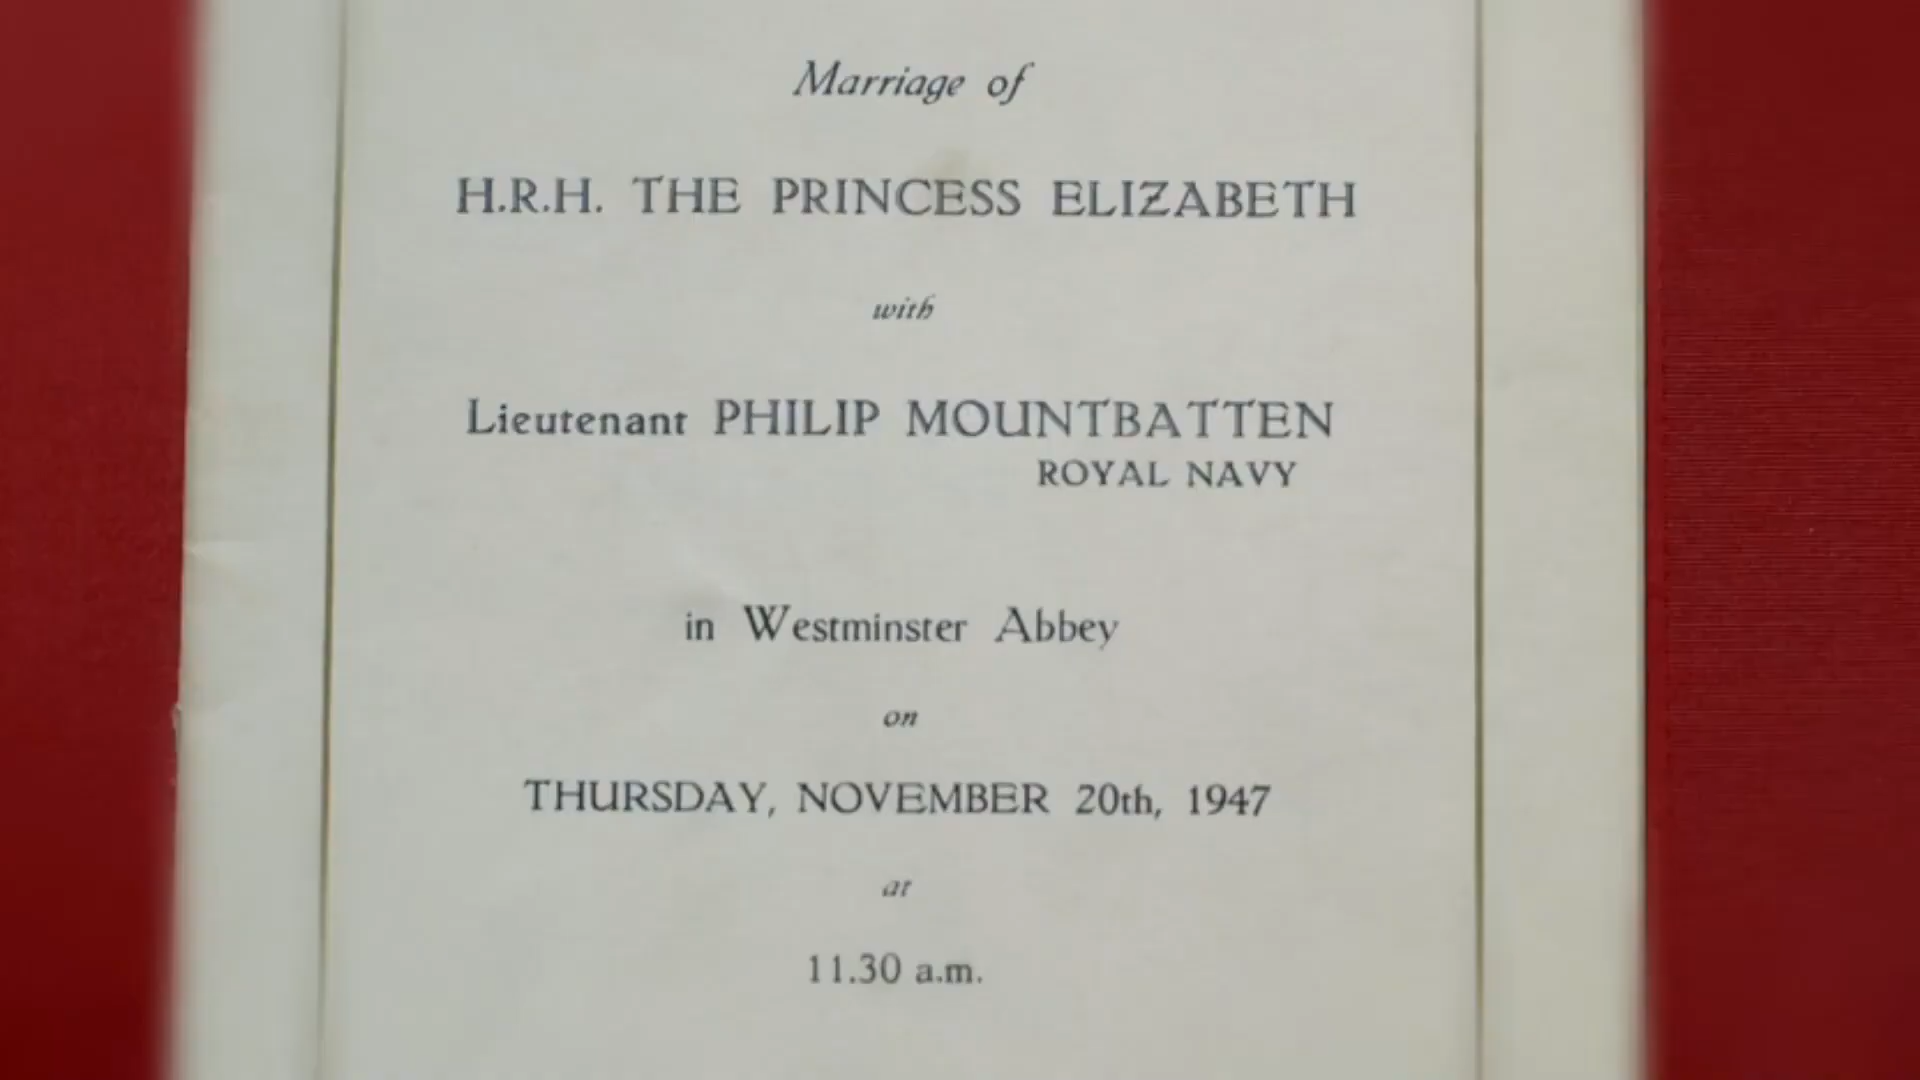 Marriage of
H.R.H. THE PRINCESS ELIZABETH
with
Lieutenant PHILIP MOUNTBATTEN
ROYAL NAVY
in Westminster Abbey
on
THURSDAY, NOVEMBER 20th, 1947
at
11.30 a.m.